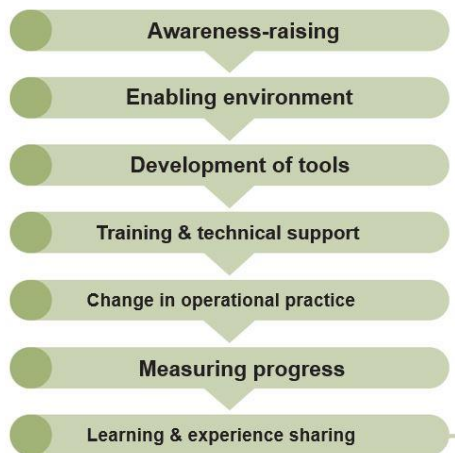 Awareness-raising
Enabling environment
Development of tools
Training & technical support
Change in operational practice
Measuring progress
Learning & experience sharing